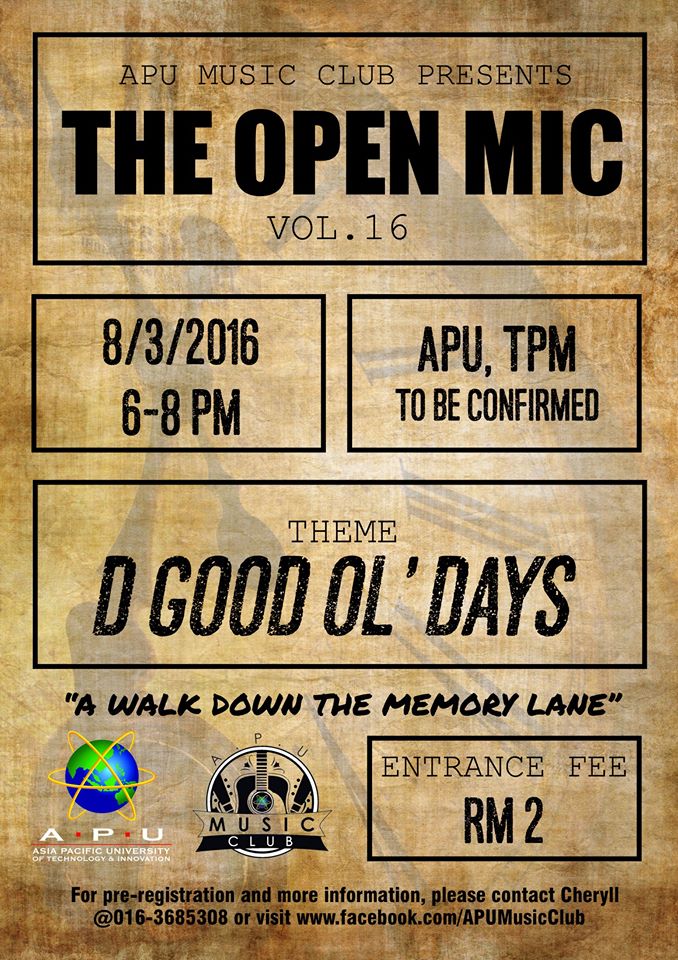 APU MUSIC CLUB PRESENTS
THE OPEN MIC
VOL.16
8/3/2016
6-8 PM
APU, TPM
TO BE CONFIRMED
THEME
D GOOD OL' DAYS
"A WALK DOWN THE MEMORY LANE"
A·P·U
ASIA PACIFIC UNIVERSITY
OF TECHNOLOGY & INNOVATION
A·P·U
MUSIC
CLUB
ENTRANCE FEE
RM 2
For pre-registration and more information, please contact Cheryll
@016-3685308 or visit www.facebook.com/APUMusicClub